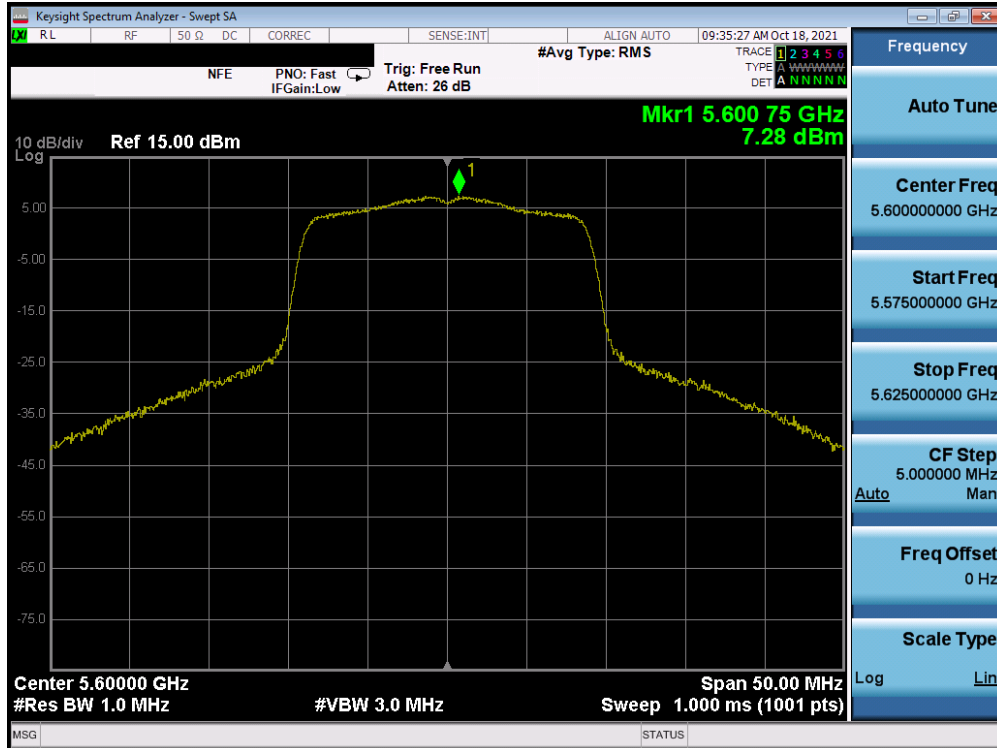 Keysight Spectrum Analyzer - Swept SA
LXI RL RF 50 Ω DC CORREC SENSE:INT ALIGN AUTO 09:35:27 AM Oct 18, 2021
NFE PNO: Fast IFGain:Low Trig: Free Run Atten: 26 dB #Avg Type: RMS
TRACE 1 2 3 4 5 6
TYPE A WWWWW
DET A N N N N N
Mkr1 5.600 75 GHz
7.28 dBm
10 dB/div Ref 15.00 dBm
Log
1
5.00
-5.00
-15.0
-25.0
-35.0
-45.0
-55.0
-65.0
-75.0
Center 5.60000 GHz Span 50.00 MHz
#Res BW 1.0 MHz #VBW 3.0 MHz Sweep 1.000 ms (1001 pts)
MSG STATUS
Frequency
Auto Tune
Center Freq
5.600000000 GHz
Start Freq
5.575000000 GHz
Stop Freq
5.625000000 GHz
CF Step
5.000000 MHz
Auto Man
Freq Offset
0 Hz
Scale Type
Log Lin